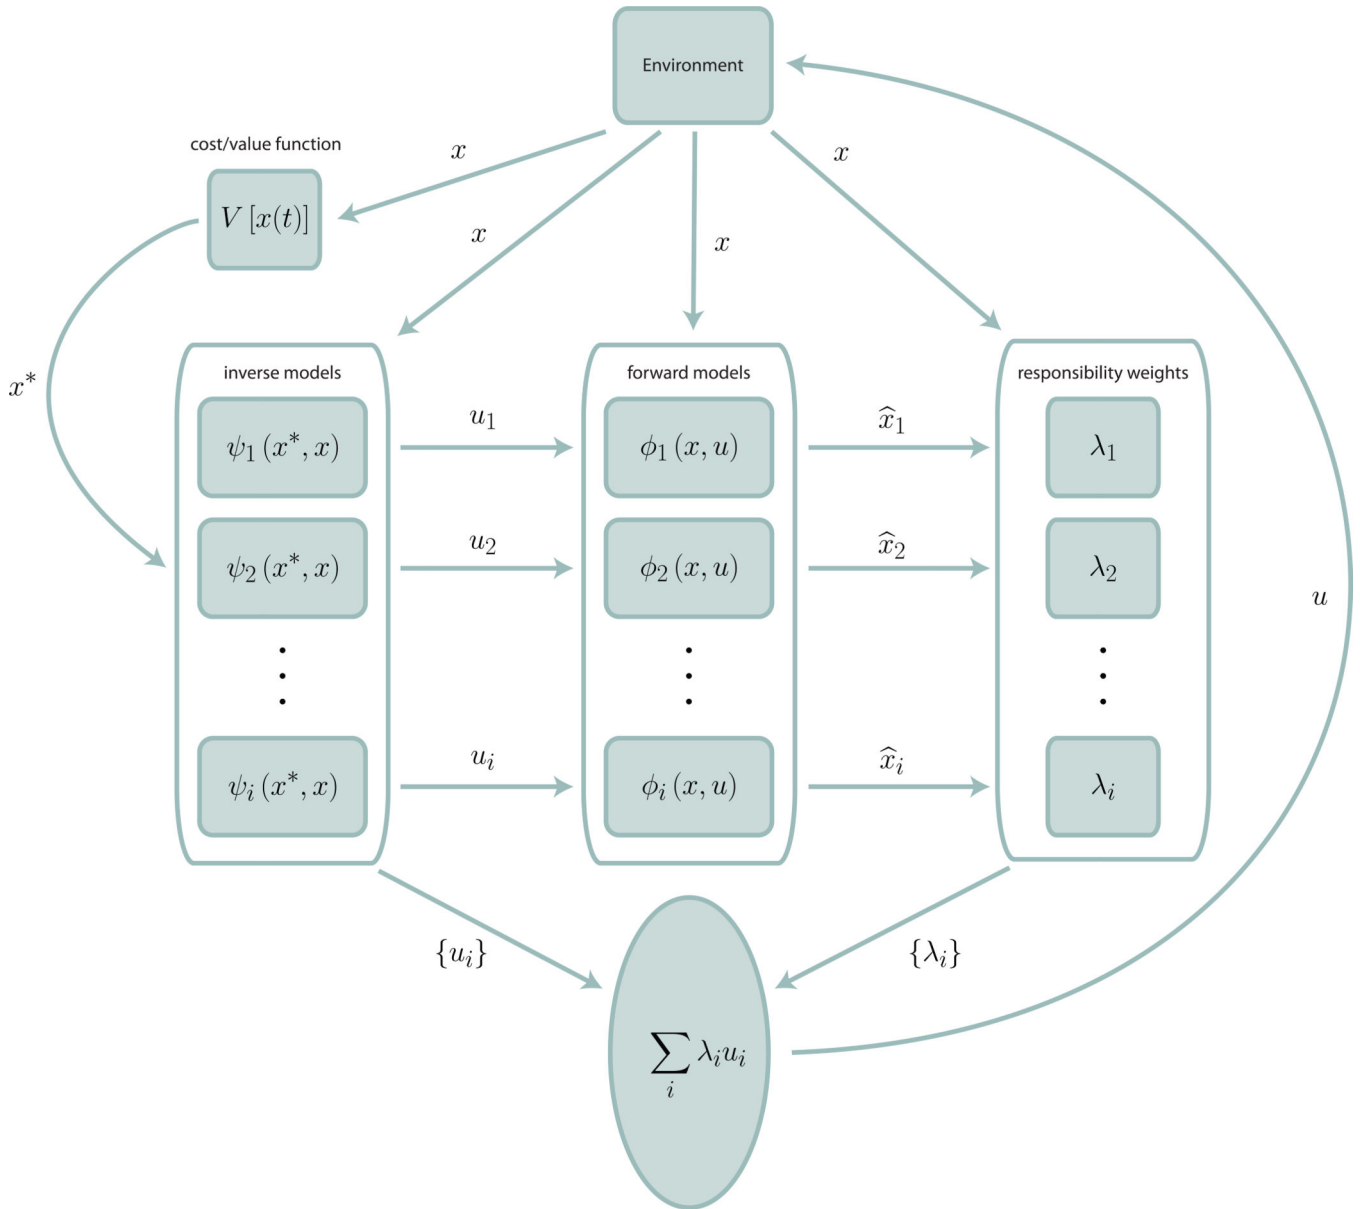 Environment
cost/value function
x
x
V [x(t)]
x
x
x
x*
inverse models
forward models
responsibility weights
ψ₁ (x*, x)
u₁
ϕ₁ (x, u)
x̂₁
λ₁
ψ₂ (x*, x)
u₂
ϕ₂ (x, u)
x̂₂
λ₂
u
ψᵢ (x*, x)
uᵢ
ϕᵢ (x, u)
x̂ᵢ
λᵢ
{uᵢ}
{λᵢ}
∑ᵢ λᵢuᵢ